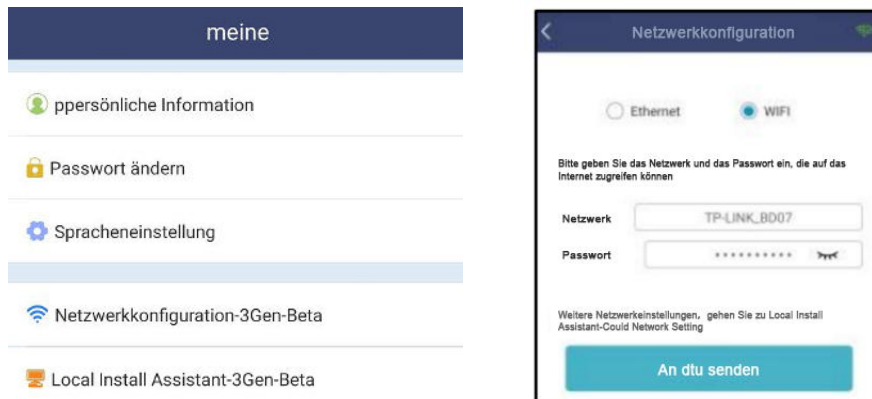 meine
ppersönliche Information
Passwort ändern
Spracheneinstellung
Netzwerkkonfiguration-3Gen-Beta
Local Install Assistant-3Gen-Beta
Netzwerkkonfiguration
Ethernet
WIFI
Bitte geben Sie das Netzwerk und das Passwort ein, die auf das
Internet zugreifen können
Netzwerk TP-LINK_BD07
Passwort **********
Weitere Netzwerkeinstellungen, gehen Sie zu Local Install
Assistant-Could Network Setting
An dtu senden